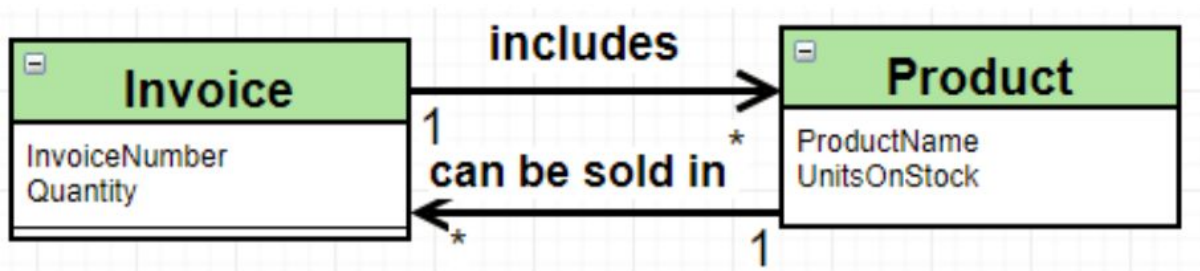 includes
Invoice
Product
1
*
InvoiceNumber
Quantity
ProductName
UnitsOnStock
can be sold in
*
1